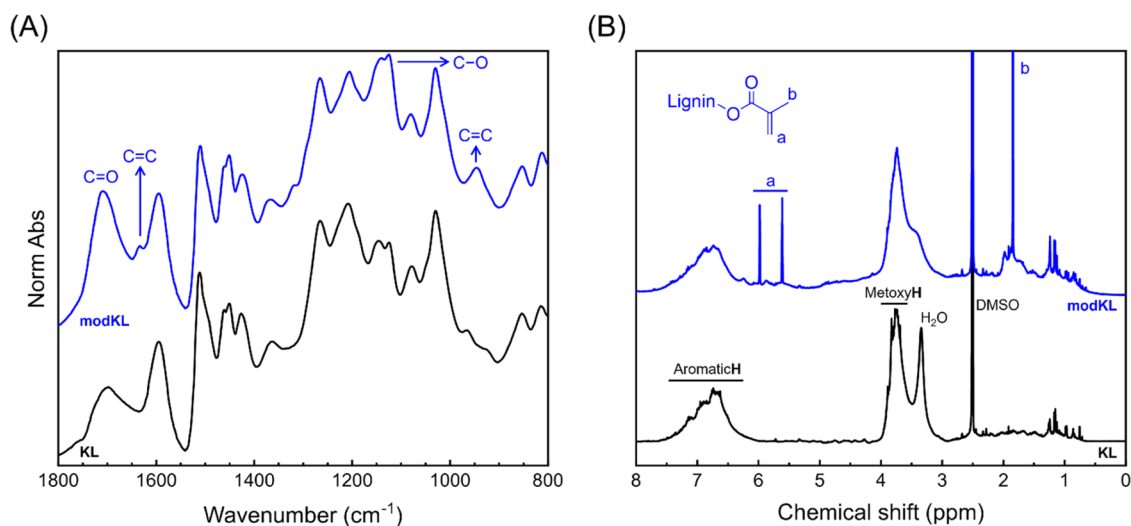 (A)
C=O
C=C
C–O
C=C
modKL
KL
Norm Abs
1800
1600
1400
1200
1000
800
Wavenumber (cm⁻¹)
(B)
Lignin
O
O
b
a
a
b
modKL
MetoxyH
H₂O
DMSO
AromaticH
KL
8
7
6
5
4
3
2
1
0
Chemical shift (ppm)